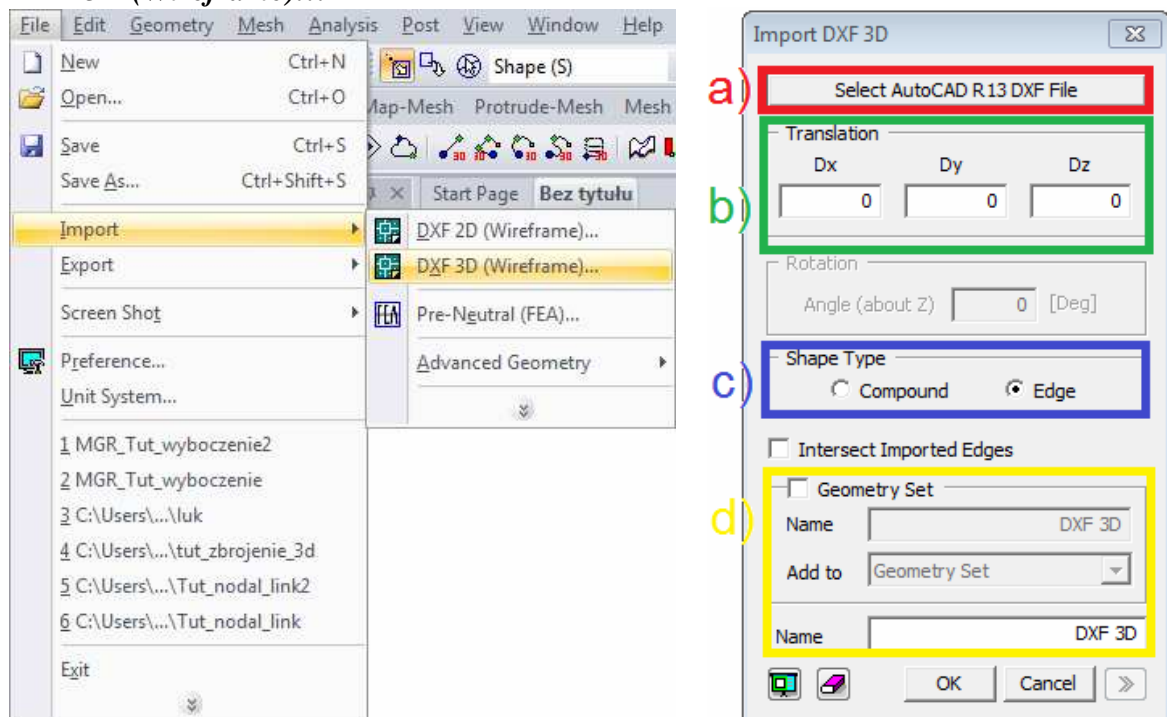 File Edit Geometry Mesh Analysis Post View Window Help
New Ctrl+N
Shape (S)
Open... Ctrl+O
Map-Mesh Protrude-Mesh Mesh
Save Ctrl+S
Save As... Ctrl+Shift+S
Start Page Bez tytułu
Import
DXF 2D (Wireframe)...
Export
DXF 3D (Wireframe)...
Screen Shot
Pre-Neutral (FEA)...
Preference...
Advanced Geometry
Unit System...
1 MGR_Tut_wyboczenie2
2 MGR_Tut_wyboczenie
3 C:\Users\...\luk
4 C:\Users\...\tut_zbrojenie_3d
5 C:\Users\...\Tut_nodal_link2
6 C:\Users\...\Tut_nodal_link
Exit
Import DXF 3D
a) Select AutoCAD R13 DXF File
Translation
Dx Dy Dz
b) 0 0 0
Rotation
Angle (about Z) 0 [Deg]
Shape Type
c) Compound Edge
Intersect Imported Edges
Geometry Set
d) Name DXF 3D
Add to Geometry Set
Name DXF 3D
OK Cancel